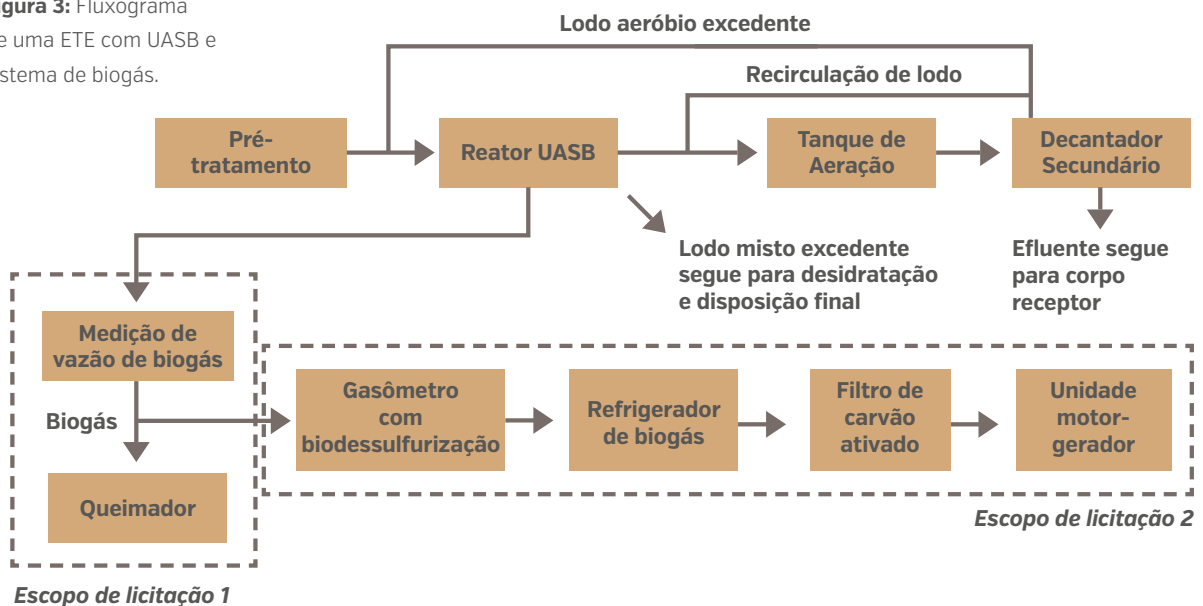 igura 3: Fluxograma
e uma ETE com UASB e
stema de biogás.
Lodo aeróbio excedente
Recirculação de lodo
Pré-
tratamento
Reator UASB
Tanque de
Aeração
Decantador
Secundário
Lodo misto excedente
segue para desidratação
e disposição final
Efluente segue
para corpo
receptor
Medição de
vazão de biogás
Biogás
Queimador
Gasômetro
com
biodessulfurização
Refrigerador
de biogás
Filtro de
carvão
ativado
Unidade
motor-
gerador
Escopo de licitação 2
Escopo de licitação 1